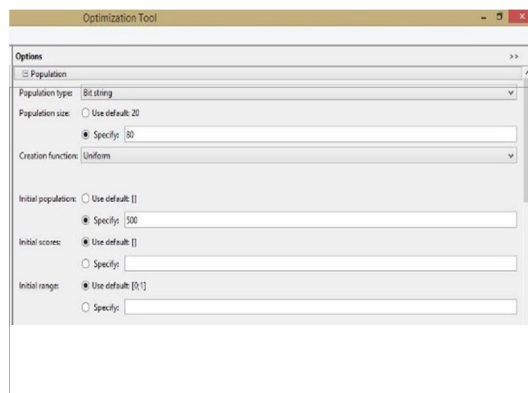 Optimization Tool
Options >>
Population
Population type: Bit string
Population size: Use default: 20
Specify: 80
Creation function: Uniform
Initial population: Use default: []
Specify: 500
Initial scores: Use default: []
Specify:
Initial range: Use default: [0;1]
Specify: